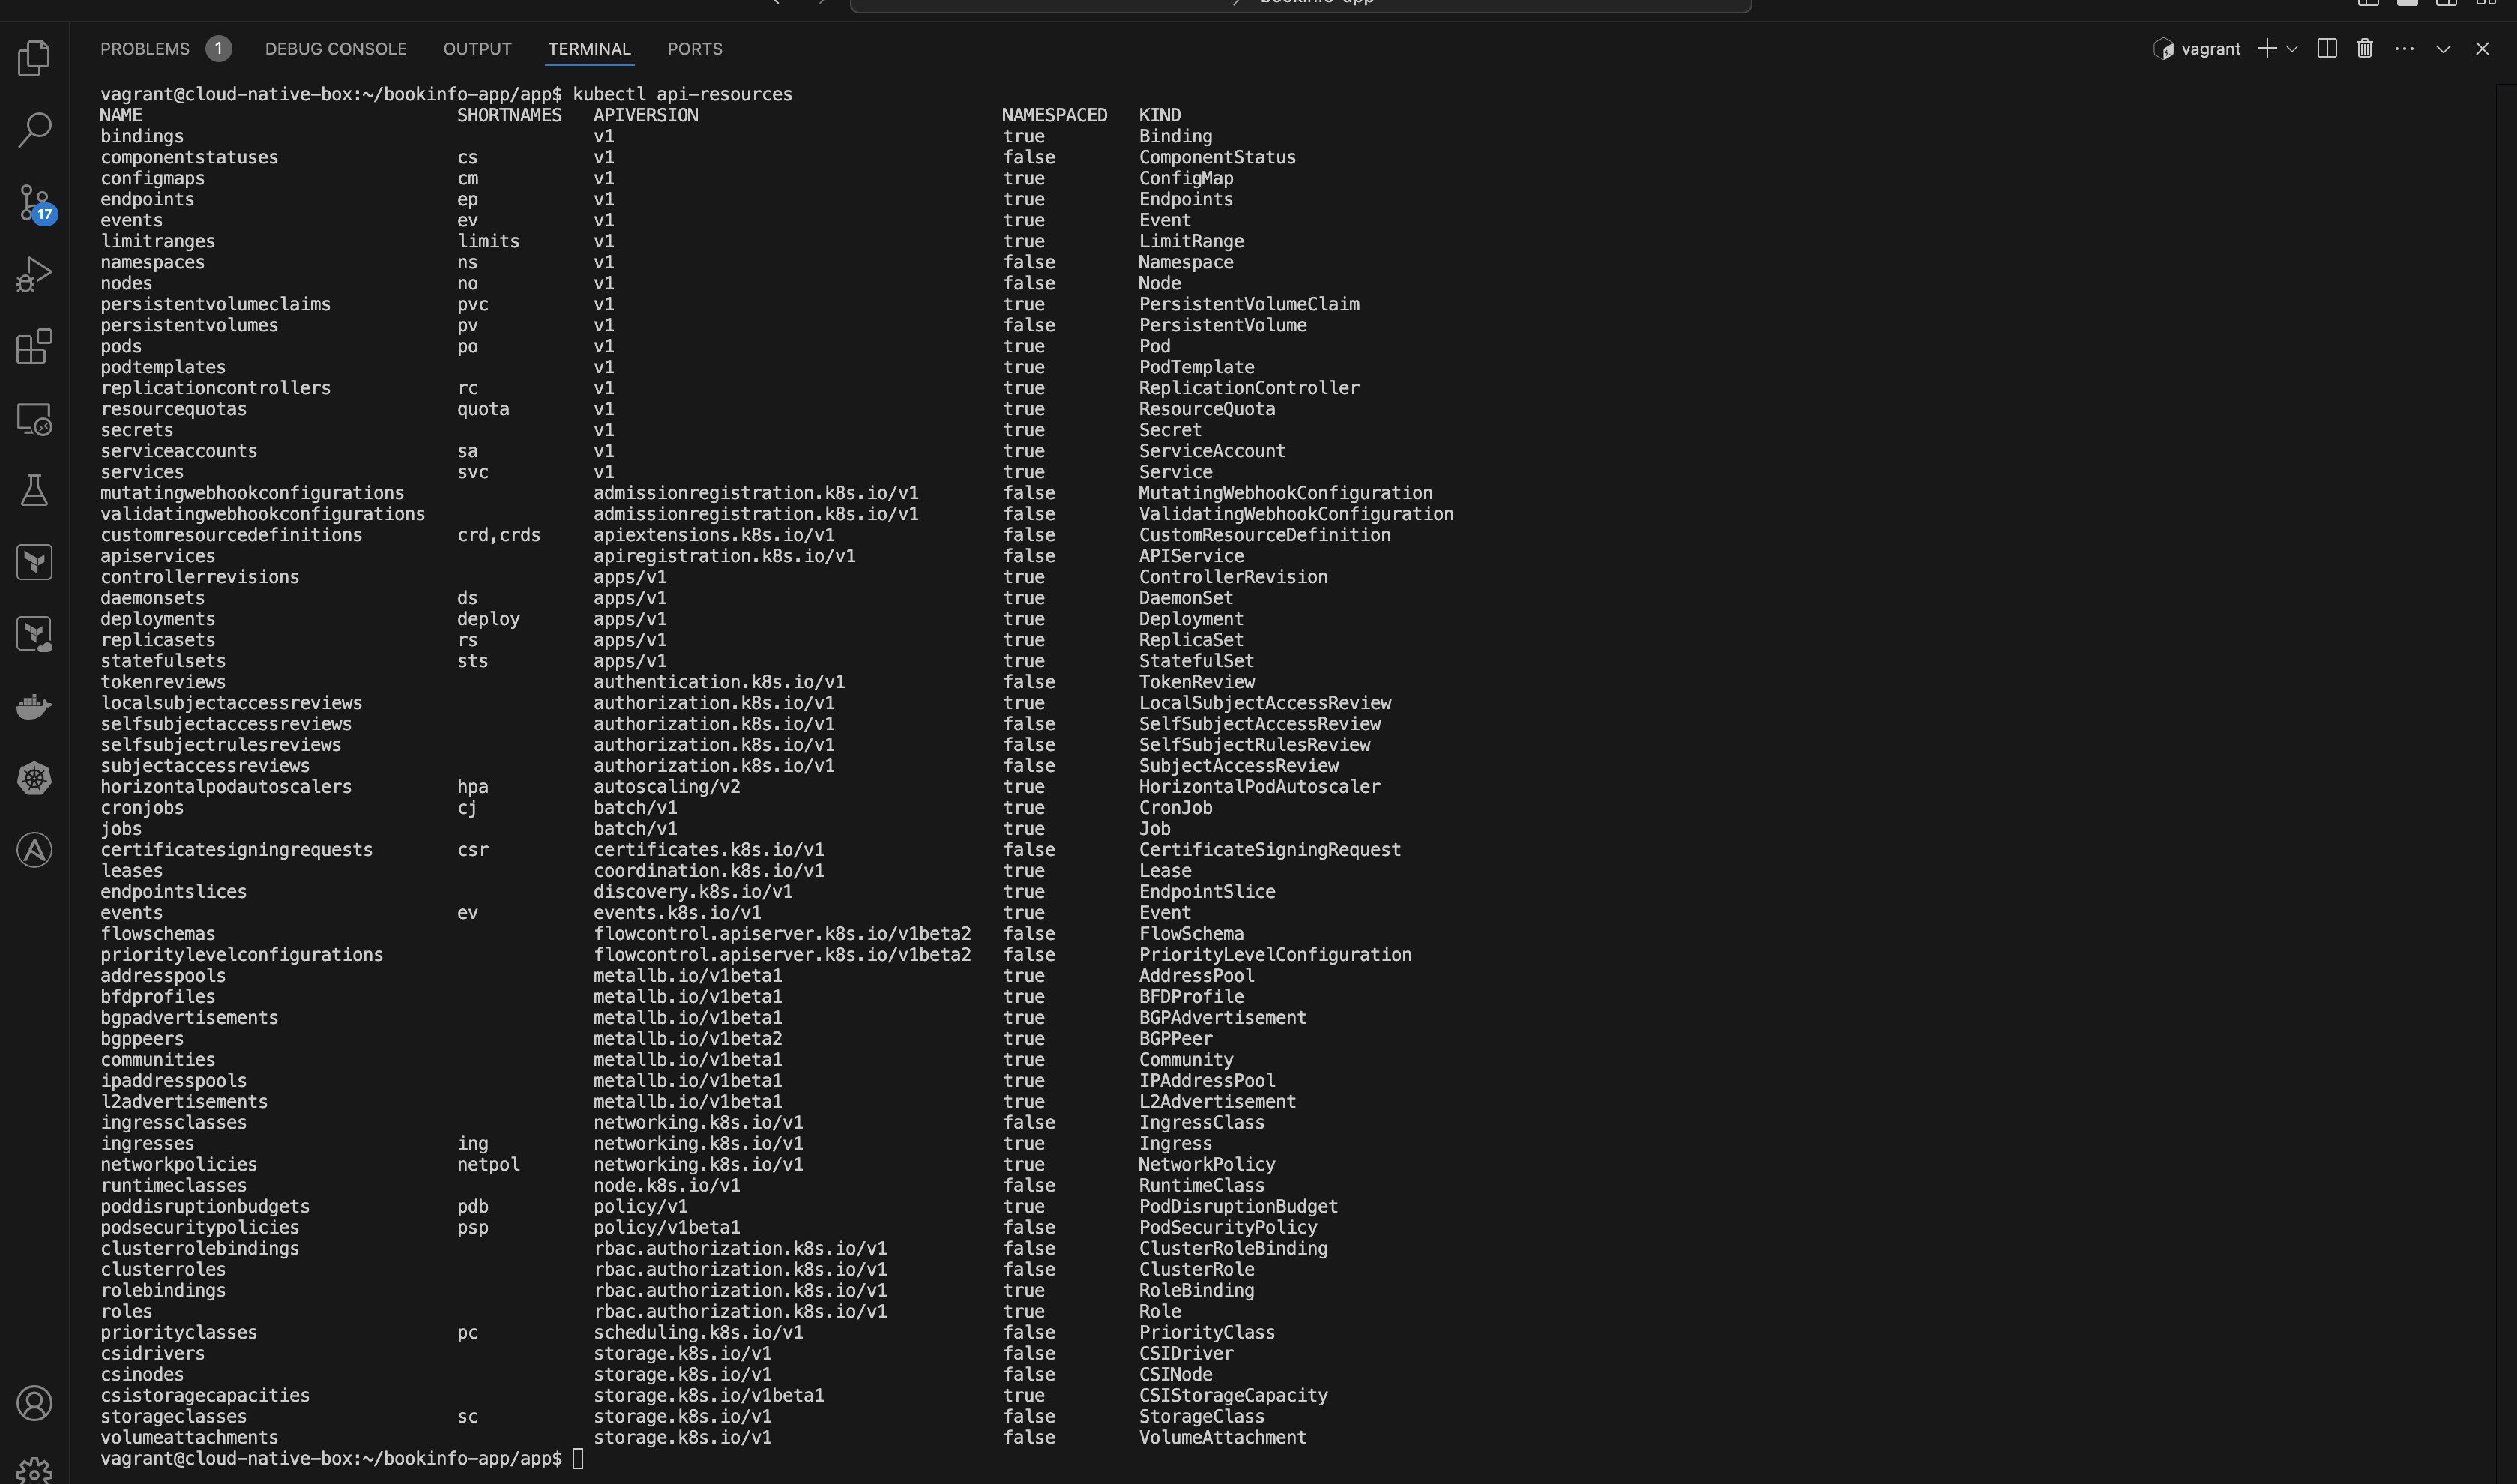 PROBLEMS 1 DEBUG CONSOLE OUTPUT TERMINAL PORTS vagrant
17
vagrant@cloud-native-box:~/bookinfo-app/app$ kubectl api-resources
NAME SHORTNAMES APIVERSION NAMESPACED KIND
bindings v1 true Binding
componentstatuses cs v1 false ComponentStatus
configmaps cm v1 true ConfigMap
endpoints ep v1 true Endpoints
events ev v1 true Event
limitranges limits v1 true LimitRange
namespaces ns v1 false Namespace
nodes no v1 false Node
persistentvolumeclaims pvc v1 true PersistentVolumeClaim
persistentvolumes pv v1 false PersistentVolume
pods po v1 true Pod
podtemplates v1 true PodTemplate
replicationcontrollers rc v1 true ReplicationController
resourcequotas quota v1 true ResourceQuota
secrets v1 true Secret
serviceaccounts sa v1 true ServiceAccount
services svc v1 true Service
mutatingwebhookconfigurations admissionregistration.k8s.io/v1 false MutatingWebhookConfiguration
validatingwebhookconfigurations admissionregistration.k8s.io/v1 false ValidatingWebhookConfiguration
customresourcedefinitions crd,crds apiextensions.k8s.io/v1 false CustomResourceDefinition
apiservices apiregistration.k8s.io/v1 false APIService
controllerrevisions apps/v1 true ControllerRevision
daemonsets ds apps/v1 true DaemonSet
deployments deploy apps/v1 true Deployment
replicasets rs apps/v1 true ReplicaSet
statefulsets sts apps/v1 true StatefulSet
tokenreviews authentication.k8s.io/v1 false TokenReview
localsubjectaccessreviews authorization.k8s.io/v1 true LocalSubjectAccessReview
selfsubjectaccessreviews authorization.k8s.io/v1 false SelfSubjectAccessReview
selfsubjectrulesreviews authorization.k8s.io/v1 false SelfSubjectRulesReview
subjectaccessreviews authorization.k8s.io/v1 false SubjectAccessReview
horizontalpodautoscalers hpa autoscaling/v2 true HorizontalPodAutoscaler
cronjobs cj batch/v1 true CronJob
jobs batch/v1 true Job
certificatesigningrequests csr certificates.k8s.io/v1 false CertificateSigningRequest
leases coordination.k8s.io/v1 true Lease
endpointslices discovery.k8s.io/v1 true EndpointSlice
events ev events.k8s.io/v1 true Event
flowschemas flowcontrol.apiserver.k8s.io/v1beta2 false FlowSchema
prioritylevelconfigurations flowcontrol.apiserver.k8s.io/v1beta2 false PriorityLevelConfiguration
addresspools metallb.io/v1beta1 true AddressPool
bfdprofiles metallb.io/v1beta1 true BFDProfile
bgpadvertisements metallb.io/v1beta1 true BGPAdvertisement
bgppeers metallb.io/v1beta2 true BGPPeer
communities metallb.io/v1beta1 true Community
ipaddresspools metallb.io/v1beta1 true IPAddressPool
l2advertisements metallb.io/v1beta1 true L2Advertisement
ingressclasses networking.k8s.io/v1 false IngressClass
ingresses ing networking.k8s.io/v1 true Ingress
networkpolicies netpol networking.k8s.io/v1 true NetworkPolicy
runtimeclasses node.k8s.io/v1 false RuntimeClass
poddisruptionbudgets pdb policy/v1 true PodDisruptionBudget
podsecuritypolicies psp policy/v1beta1 false PodSecurityPolicy
clusterrolebindings rbac.authorization.k8s.io/v1 false ClusterRoleBinding
clusterroles rbac.authorization.k8s.io/v1 false ClusterRole
rolebindings rbac.authorization.k8s.io/v1 true RoleBinding
roles rbac.authorization.k8s.io/v1 true Role
priorityclasses pc scheduling.k8s.io/v1 false PriorityClass
csidrivers storage.k8s.io/v1 false CSIDriver
csinodes storage.k8s.io/v1 false CSINode
csistoragecapacities storage.k8s.io/v1beta1 true CSIStorageCapacity
storageclasses sc storage.k8s.io/v1 false StorageClass
volumeattachments storage.k8s.io/v1 false VolumeAttachment
vagrant@cloud-native-box:~/bookinfo-app/app$